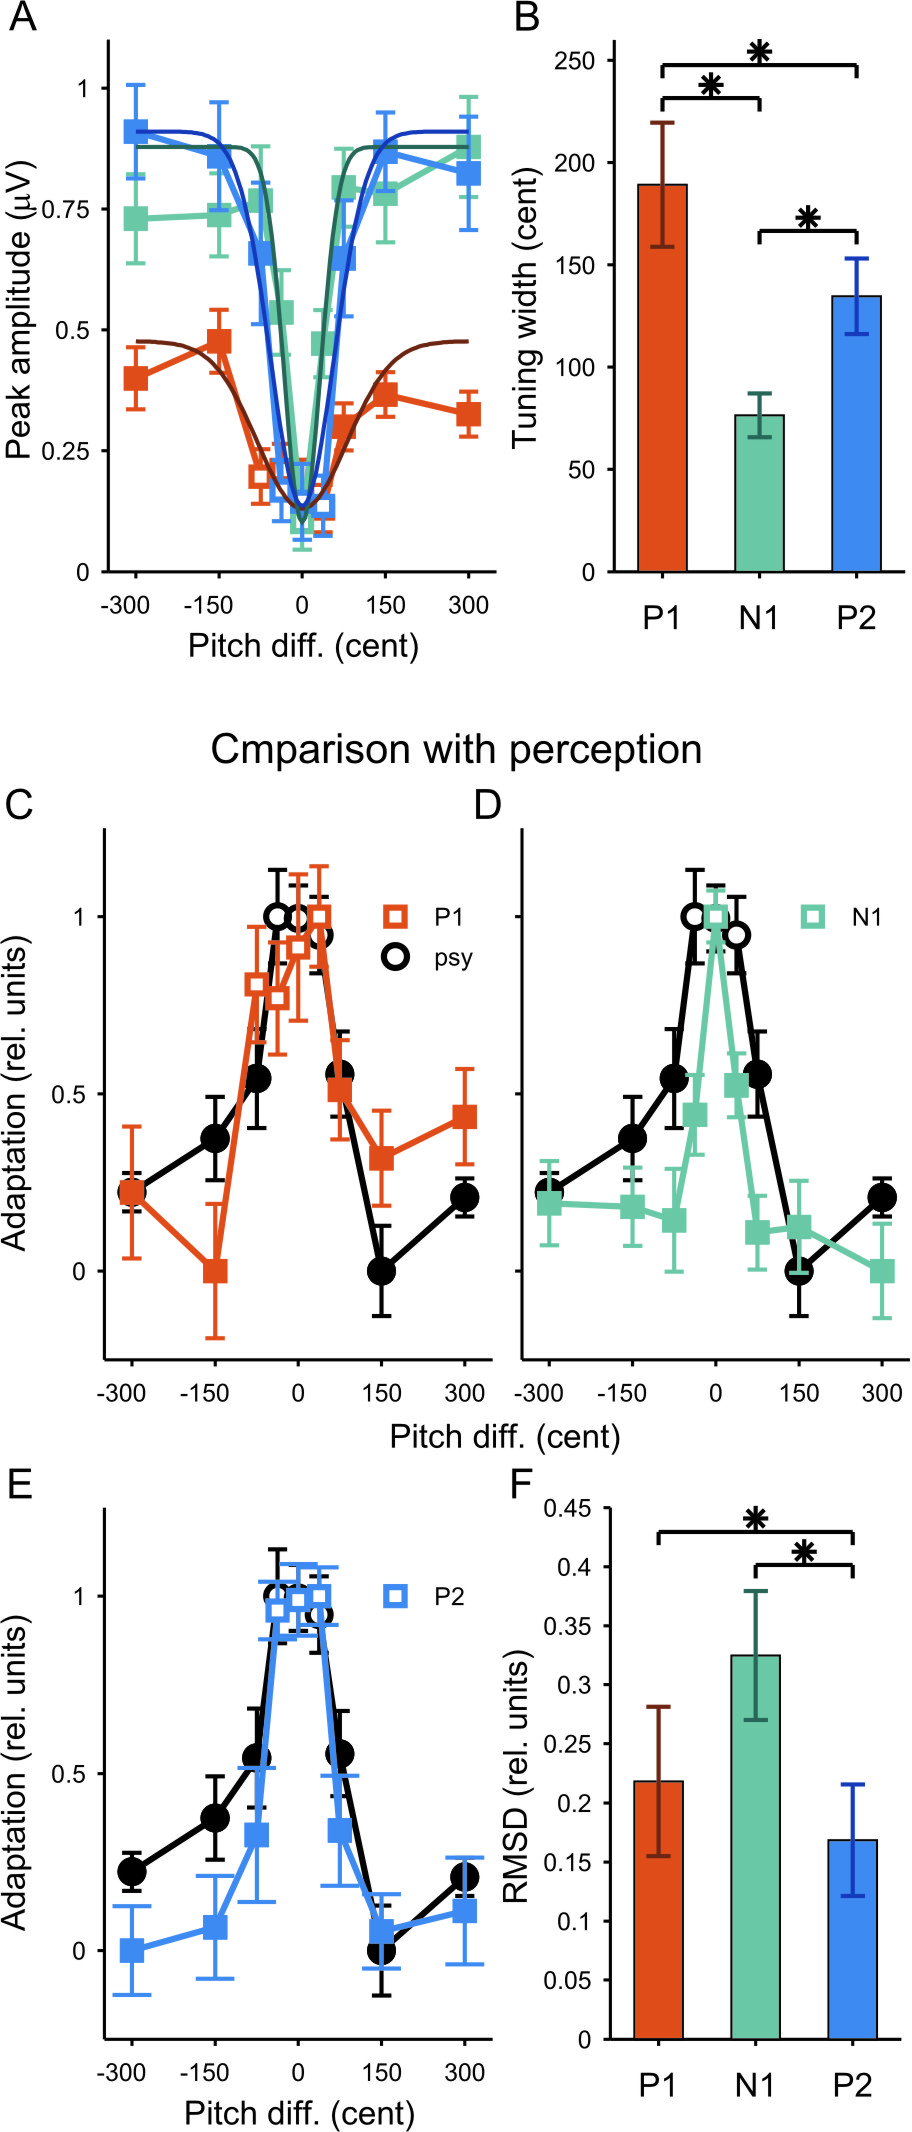 A
B
1
0.75
0.5
0.25
0
Peak amplitude (μV)
-300 -150 0 150 300
Pitch diff. (cent)
250
200
150
100
50
0
Tuning width (cent)
✱
✱
✱
P1 N1 P2
Cmparison with perception
C
D
1
0.5
0
Adaptation (rel. units)
P1
psy
N1
-300 -150 0 150 300
-300 -150 0 150 300
Pitch diff. (cent)
E
F
1
0.5
0
Adaptation (rel. units)
P2
-300 -150 0 150 300
Pitch diff. (cent)
0.45
0.4
0.35
0.3
0.25
0.2
0.15
0.1
0.05
0
RMSD (rel. units)
✱
✱
P1 N1 P2